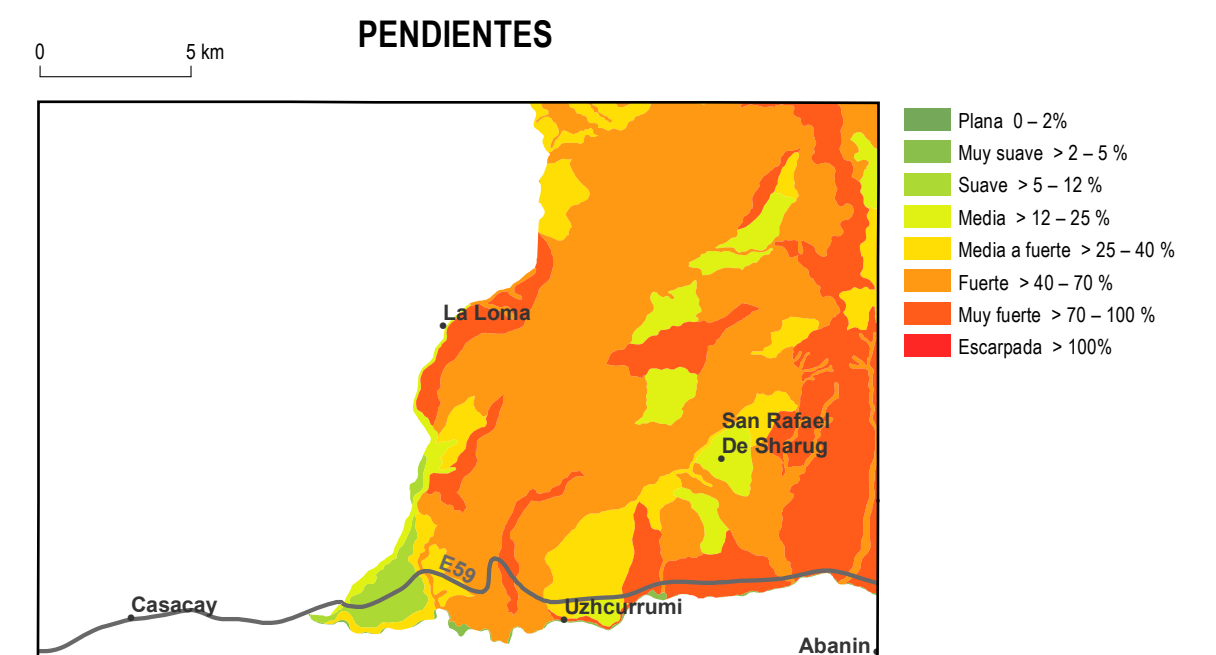 PENDIENTES
0 5 km
Plana 0 – 2%
Muy suave > 2 – 5 %
Suave > 5 – 12 %
Media > 12 – 25 %
Media a fuerte > 25 – 40 %
Fuerte > 40 – 70 %
Muy fuerte > 70 – 100 %
Escarpada > 100%
La Loma
San Rafael
De Sharug
E59
Casacay
Uzhcurrumi
Abanin